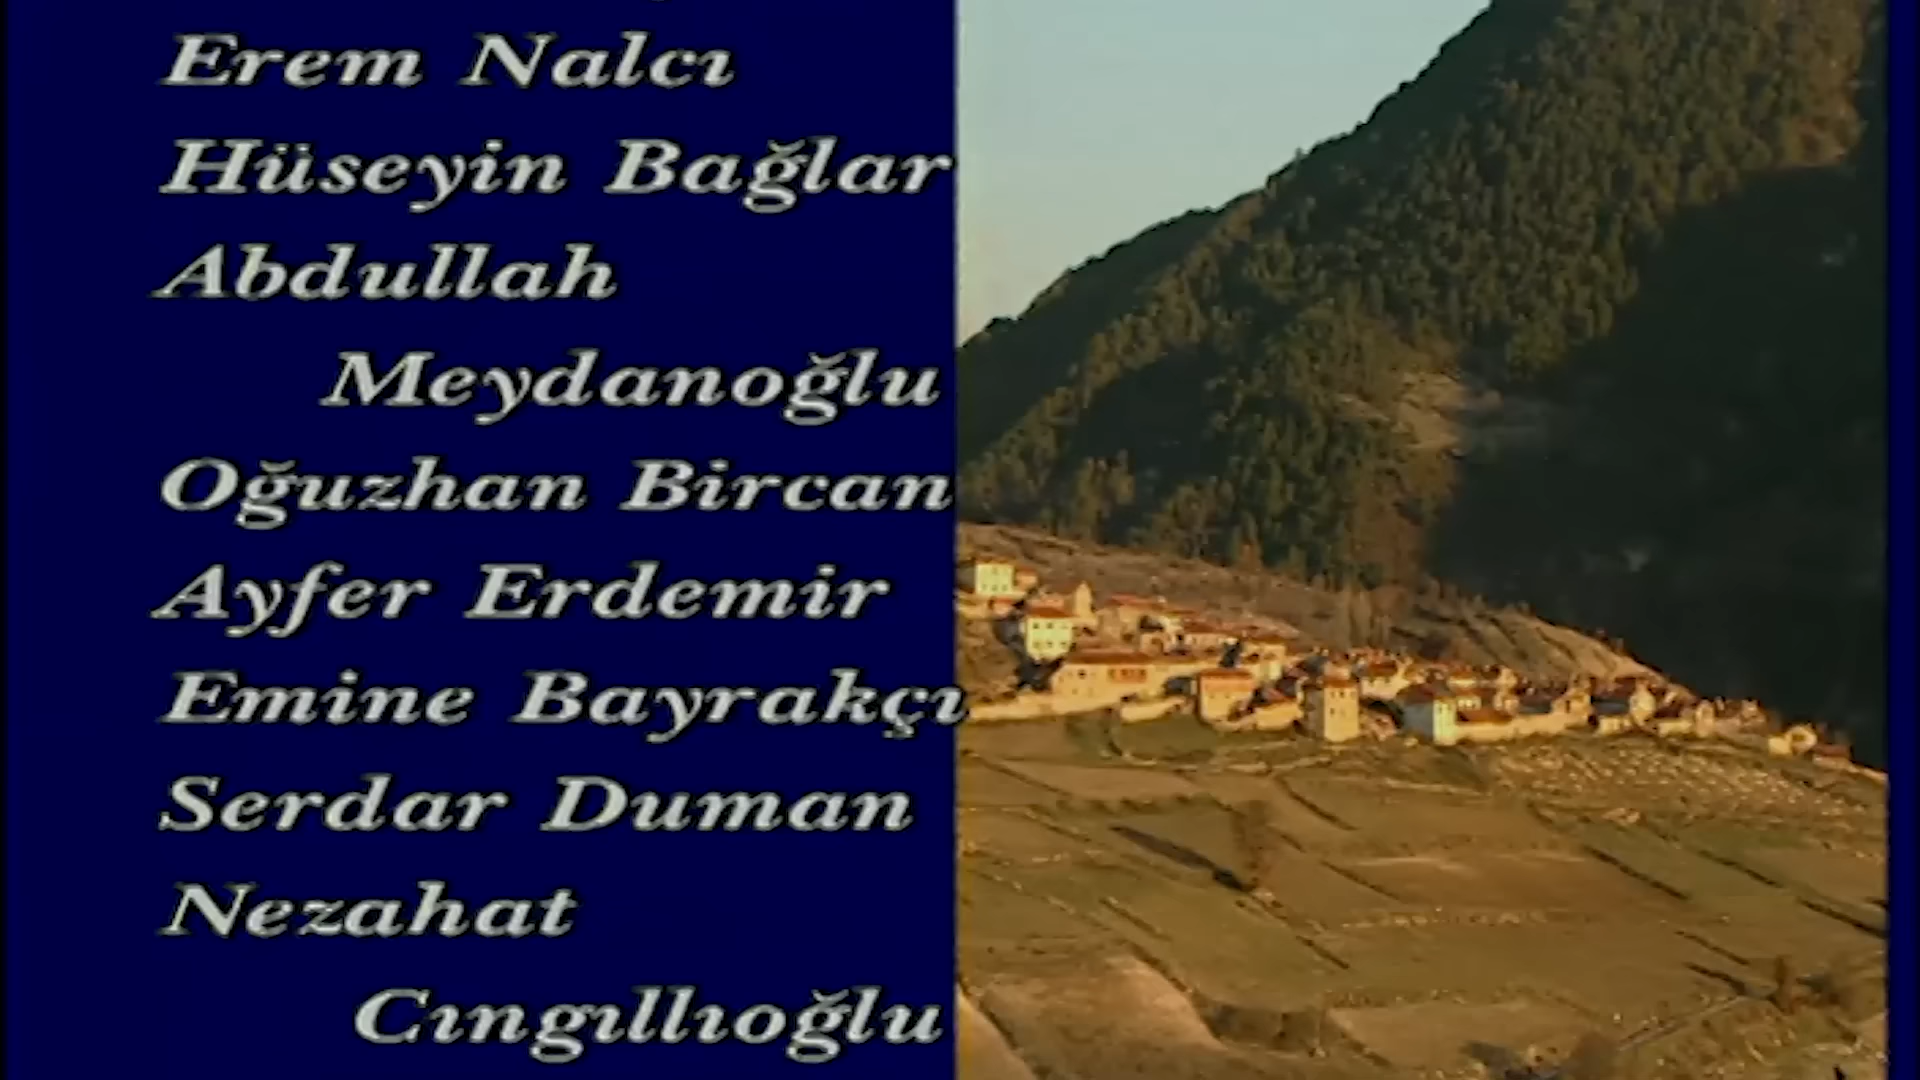 Erem Nalcı
Hüseyin Bağlar
Abdullah
Meydanoğlu
Oğuzhan Bircan
Ayfer Erdemir
Emine Bayrakçı
Serdar Duman
Nezahat
Cıngıllıoğlu